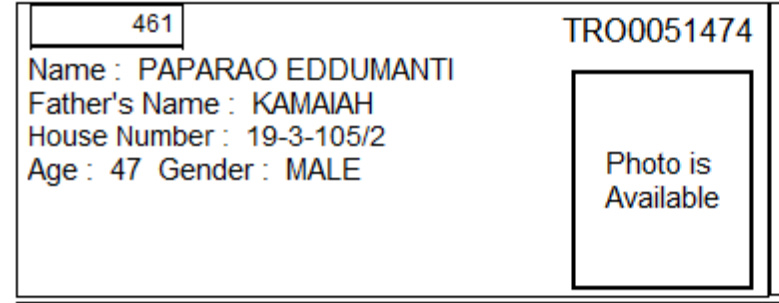 461
TRO0051474
Name : PAPARAO EDDUMANTI
Father's Name : KAMAIAH
House Number : 19-3-105/2
Age : 47 Gender : MALE
Photo is
Available